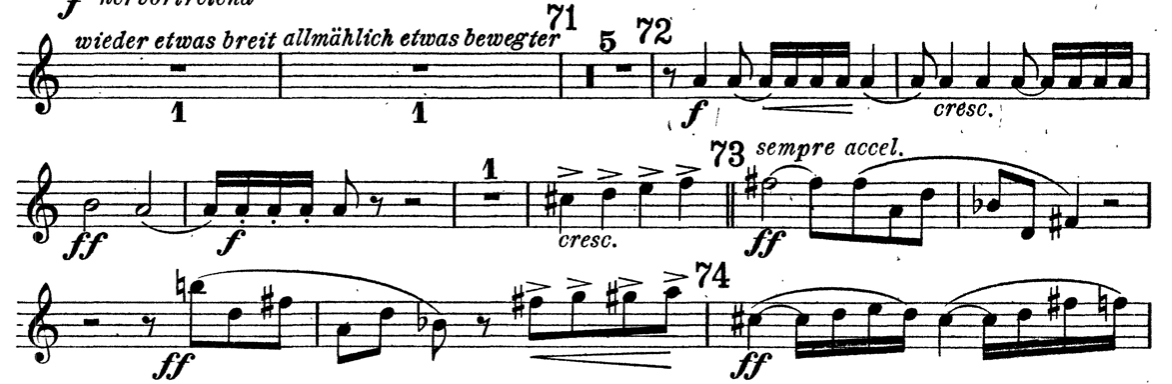 f hervortretend
wieder etwas breit allmählich etwas bewegter 71 5 72
1 1 f cresc.
1 73 sempre accel.
ff f cresc. ff
74
ff ff